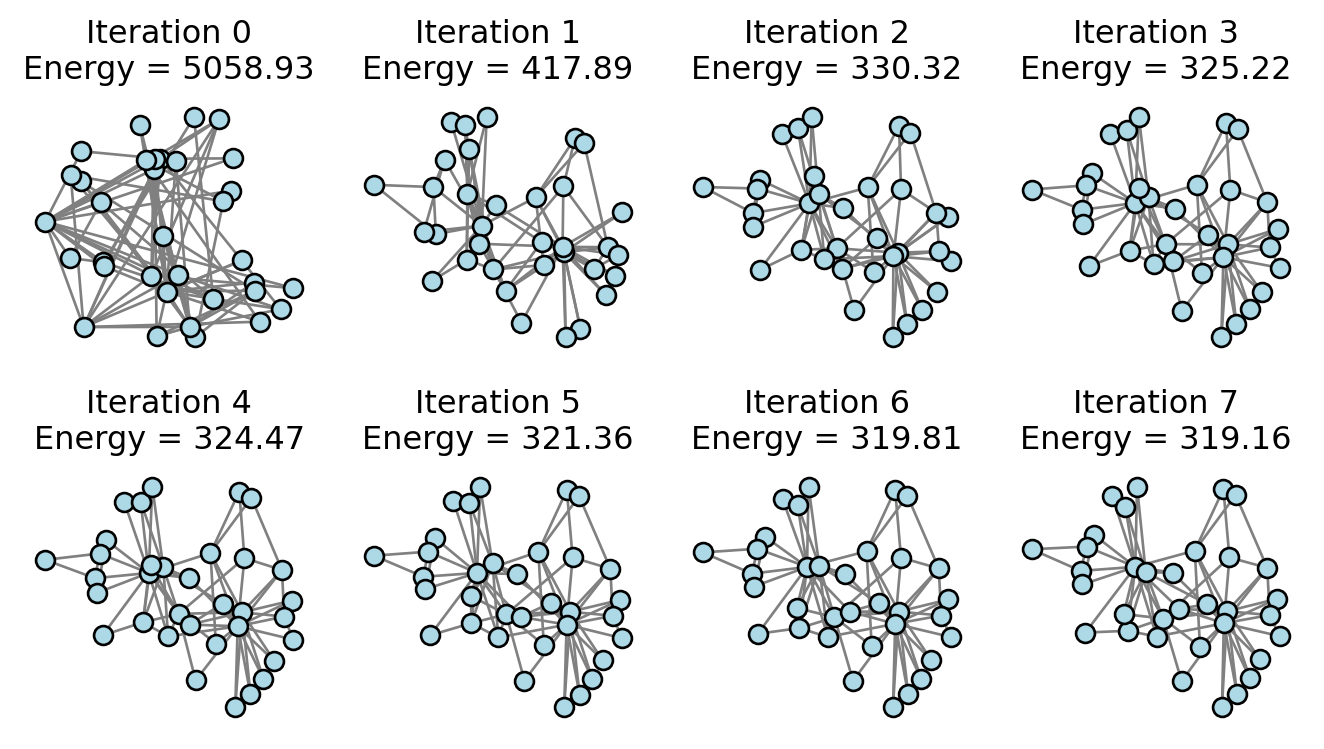 Iteration 0
Energy = 5058.93
Iteration 1
Energy = 417.89
Iteration 2
Energy = 330.32
Iteration 3
Energy = 325.22
Iteration 4
Energy = 324.47
Iteration 5
Energy = 321.36
Iteration 6
Energy = 319.81
Iteration 7
Energy = 319.16